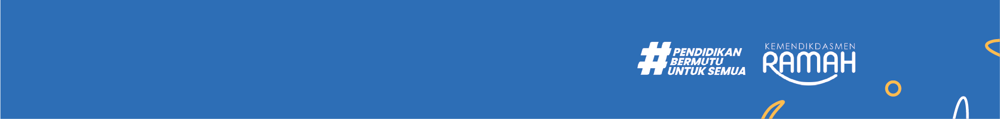 #PENDIDIKAN
BERMUTU
UNTUK SEMUA
KEMENDIKDASMEN
RAMAH